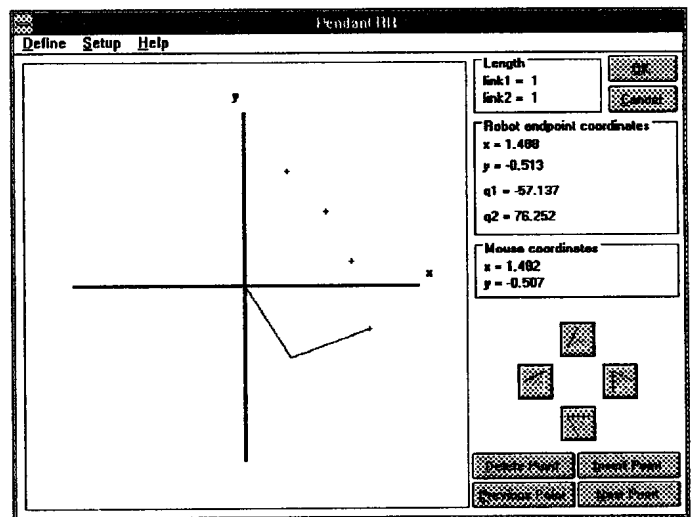 Pendant RR
Define Setup Help
Length
link1 = 1
link2 = 1
OK
Cancel
y
x
Robot endpoint coordinates
x = 1.488
y = -0.513
q1 = -57.137
q2 = 76.252
Mouse coordinates
x = 1.482
y = -0.507
Delete Point Insert Point
Previous Point Next Point